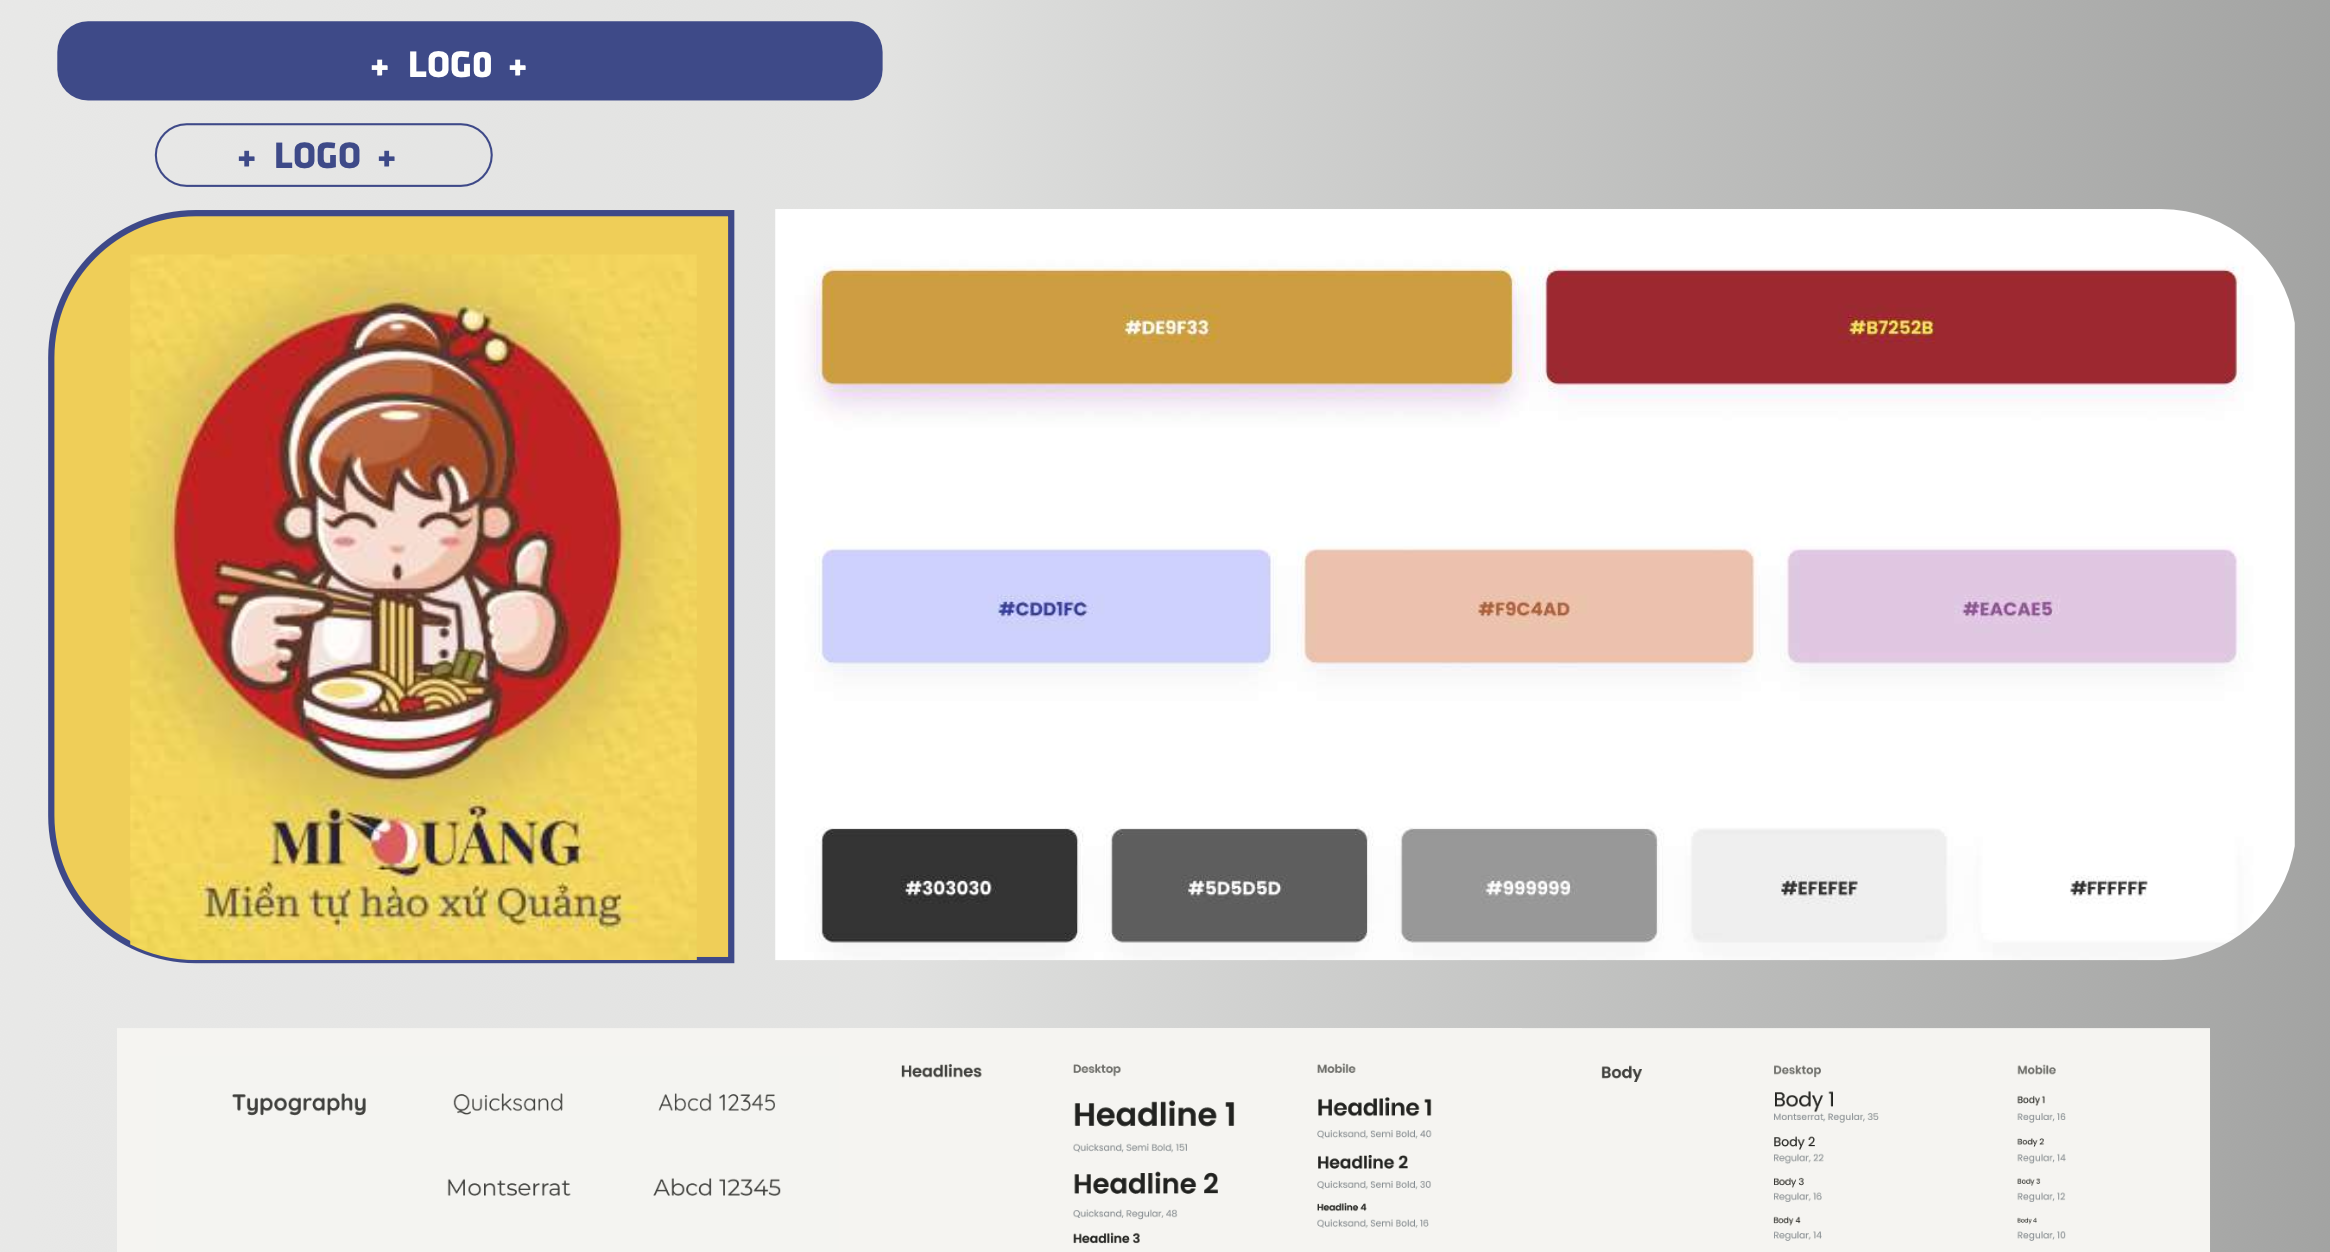 + LOGO +
+ LOGO +
#DE9F33
#B7252B
#CDD1FC
#F9C4AD
#EACAE5
#303030
#5D5D5D
#999999
#EFEFEF
#FFFFFF
MÌ QUẢNG
Miền tự hào xứ Quảng
Typography
Quicksand
Abcd 12345
Montserrat
Abcd 12345
Headlines
Desktop
Headline 1
Quicksand, Semi Bold, 151
Headline 2
Quicksand, Regular, 48
Headline 3
Mobile
Headline 1
Quicksand, Semi Bold, 40
Headline 2
Quicksand, Semi Bold, 30
Headline 4
Quicksand, Semi Bold, 16
Body
Desktop
Body 1
Montserrat, Regular, 35
Body 2
Regular, 22
Body 3
Regular, 16
Body 4
Regular, 14
Mobile
Body 1
Regular, 16
Body 2
Regular, 14
Body 3
Regular, 12
Body 4
Regular, 10